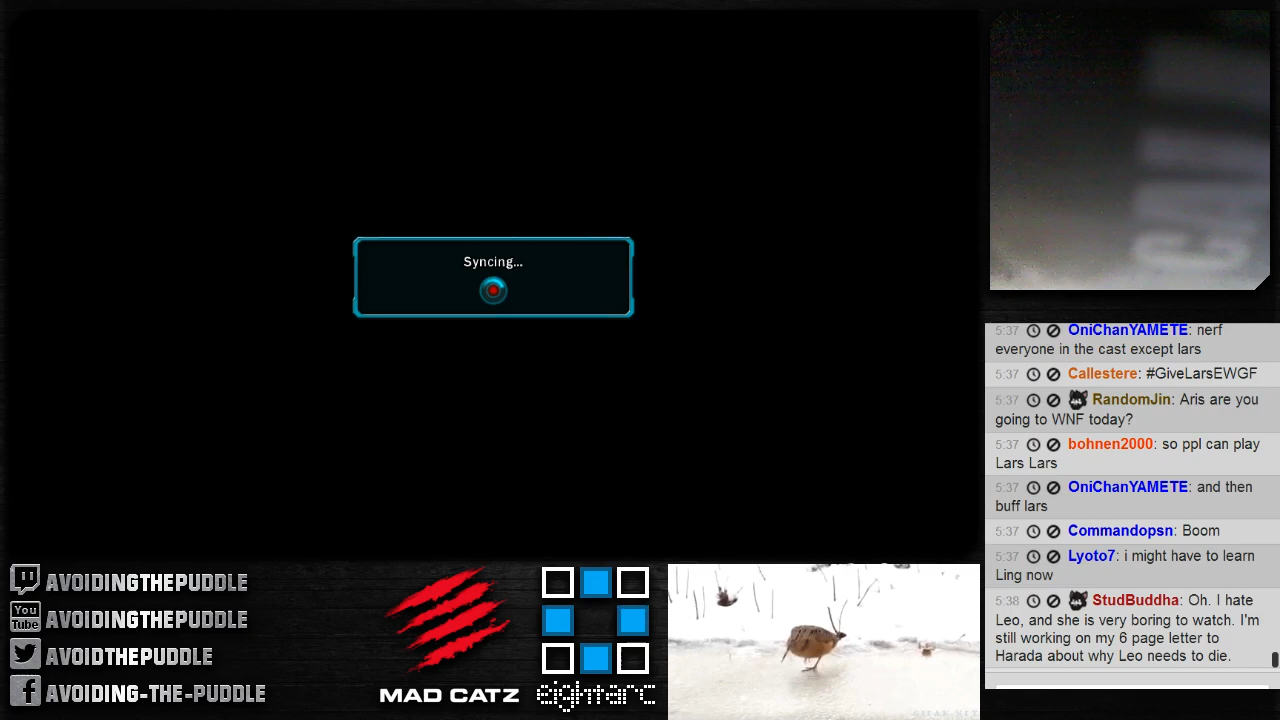 Syncing...
5:37 OniChanYAMETE: nerf
everyone in the cast except lars
5:37 Callestere: #GiveLarsEWGF
5:37 RandomJin: Aris are you
going to WNF today?
5:37 bohnen2000: so ppl can play
Lars Lars
5:37 OniChanYAMETE: and then
buff lars
5:37 Commandopsn: Boom
5:37 Lyoto7: i might have to learn
Ling now
5:38 StudBuddha: Oh. I hate
Leo, and she is very boring to watch. I'm
still working on my 6 page letter to
Harada about why Leo needs to die.
AVOIDINGTHEPUDDLE
You
Tube AVOIDINGTHEPUDDLE
AVOIDTHEPUDDLE
f AVOIDING-THE-PUDDLE
MAD CATZ
eightarc